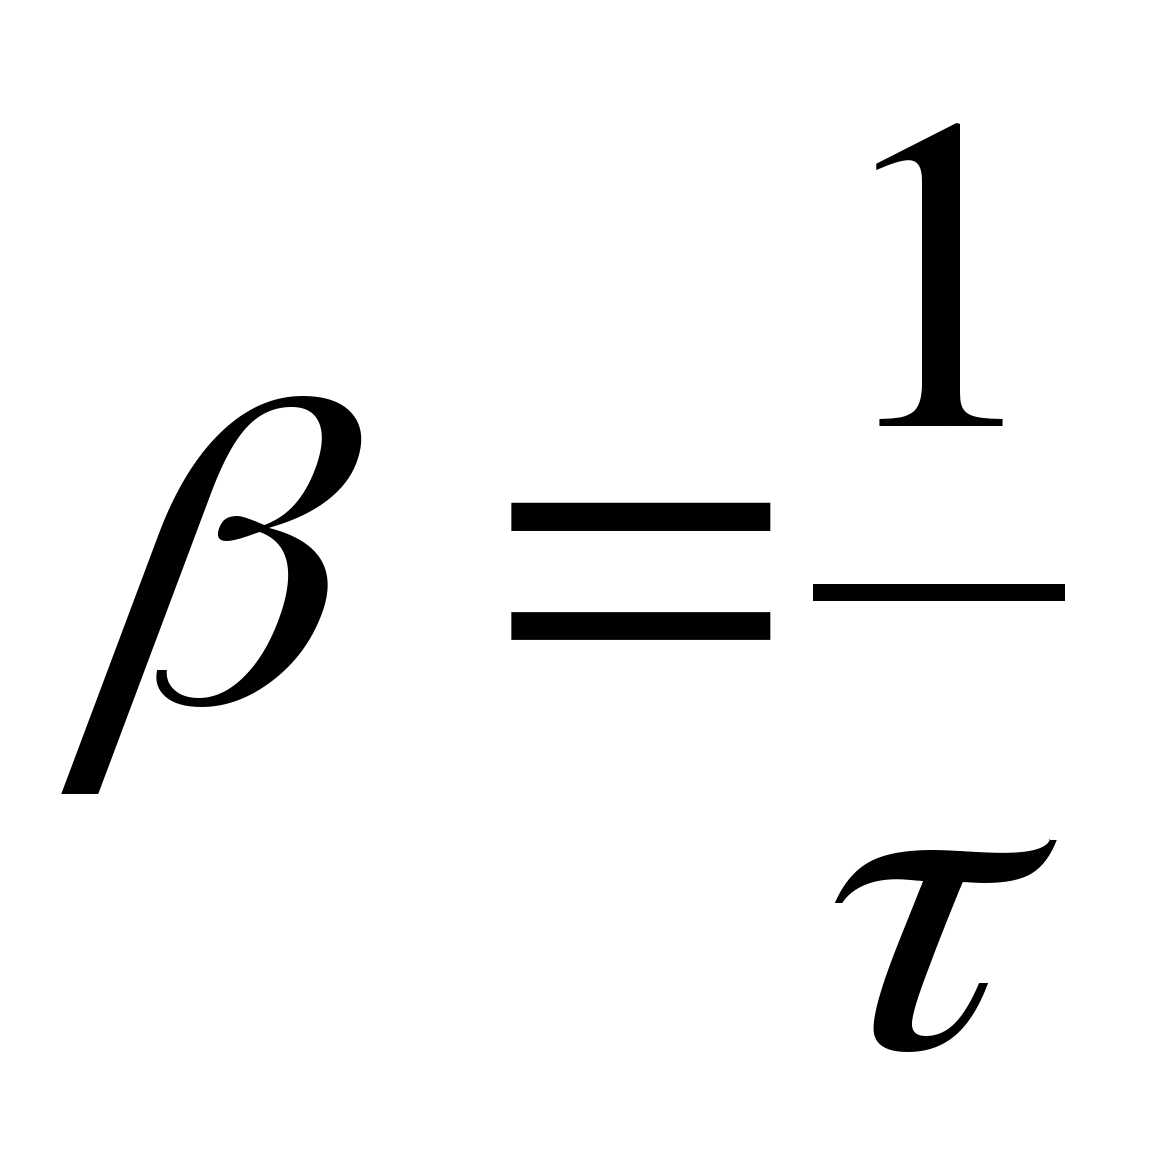 β = 1/τ